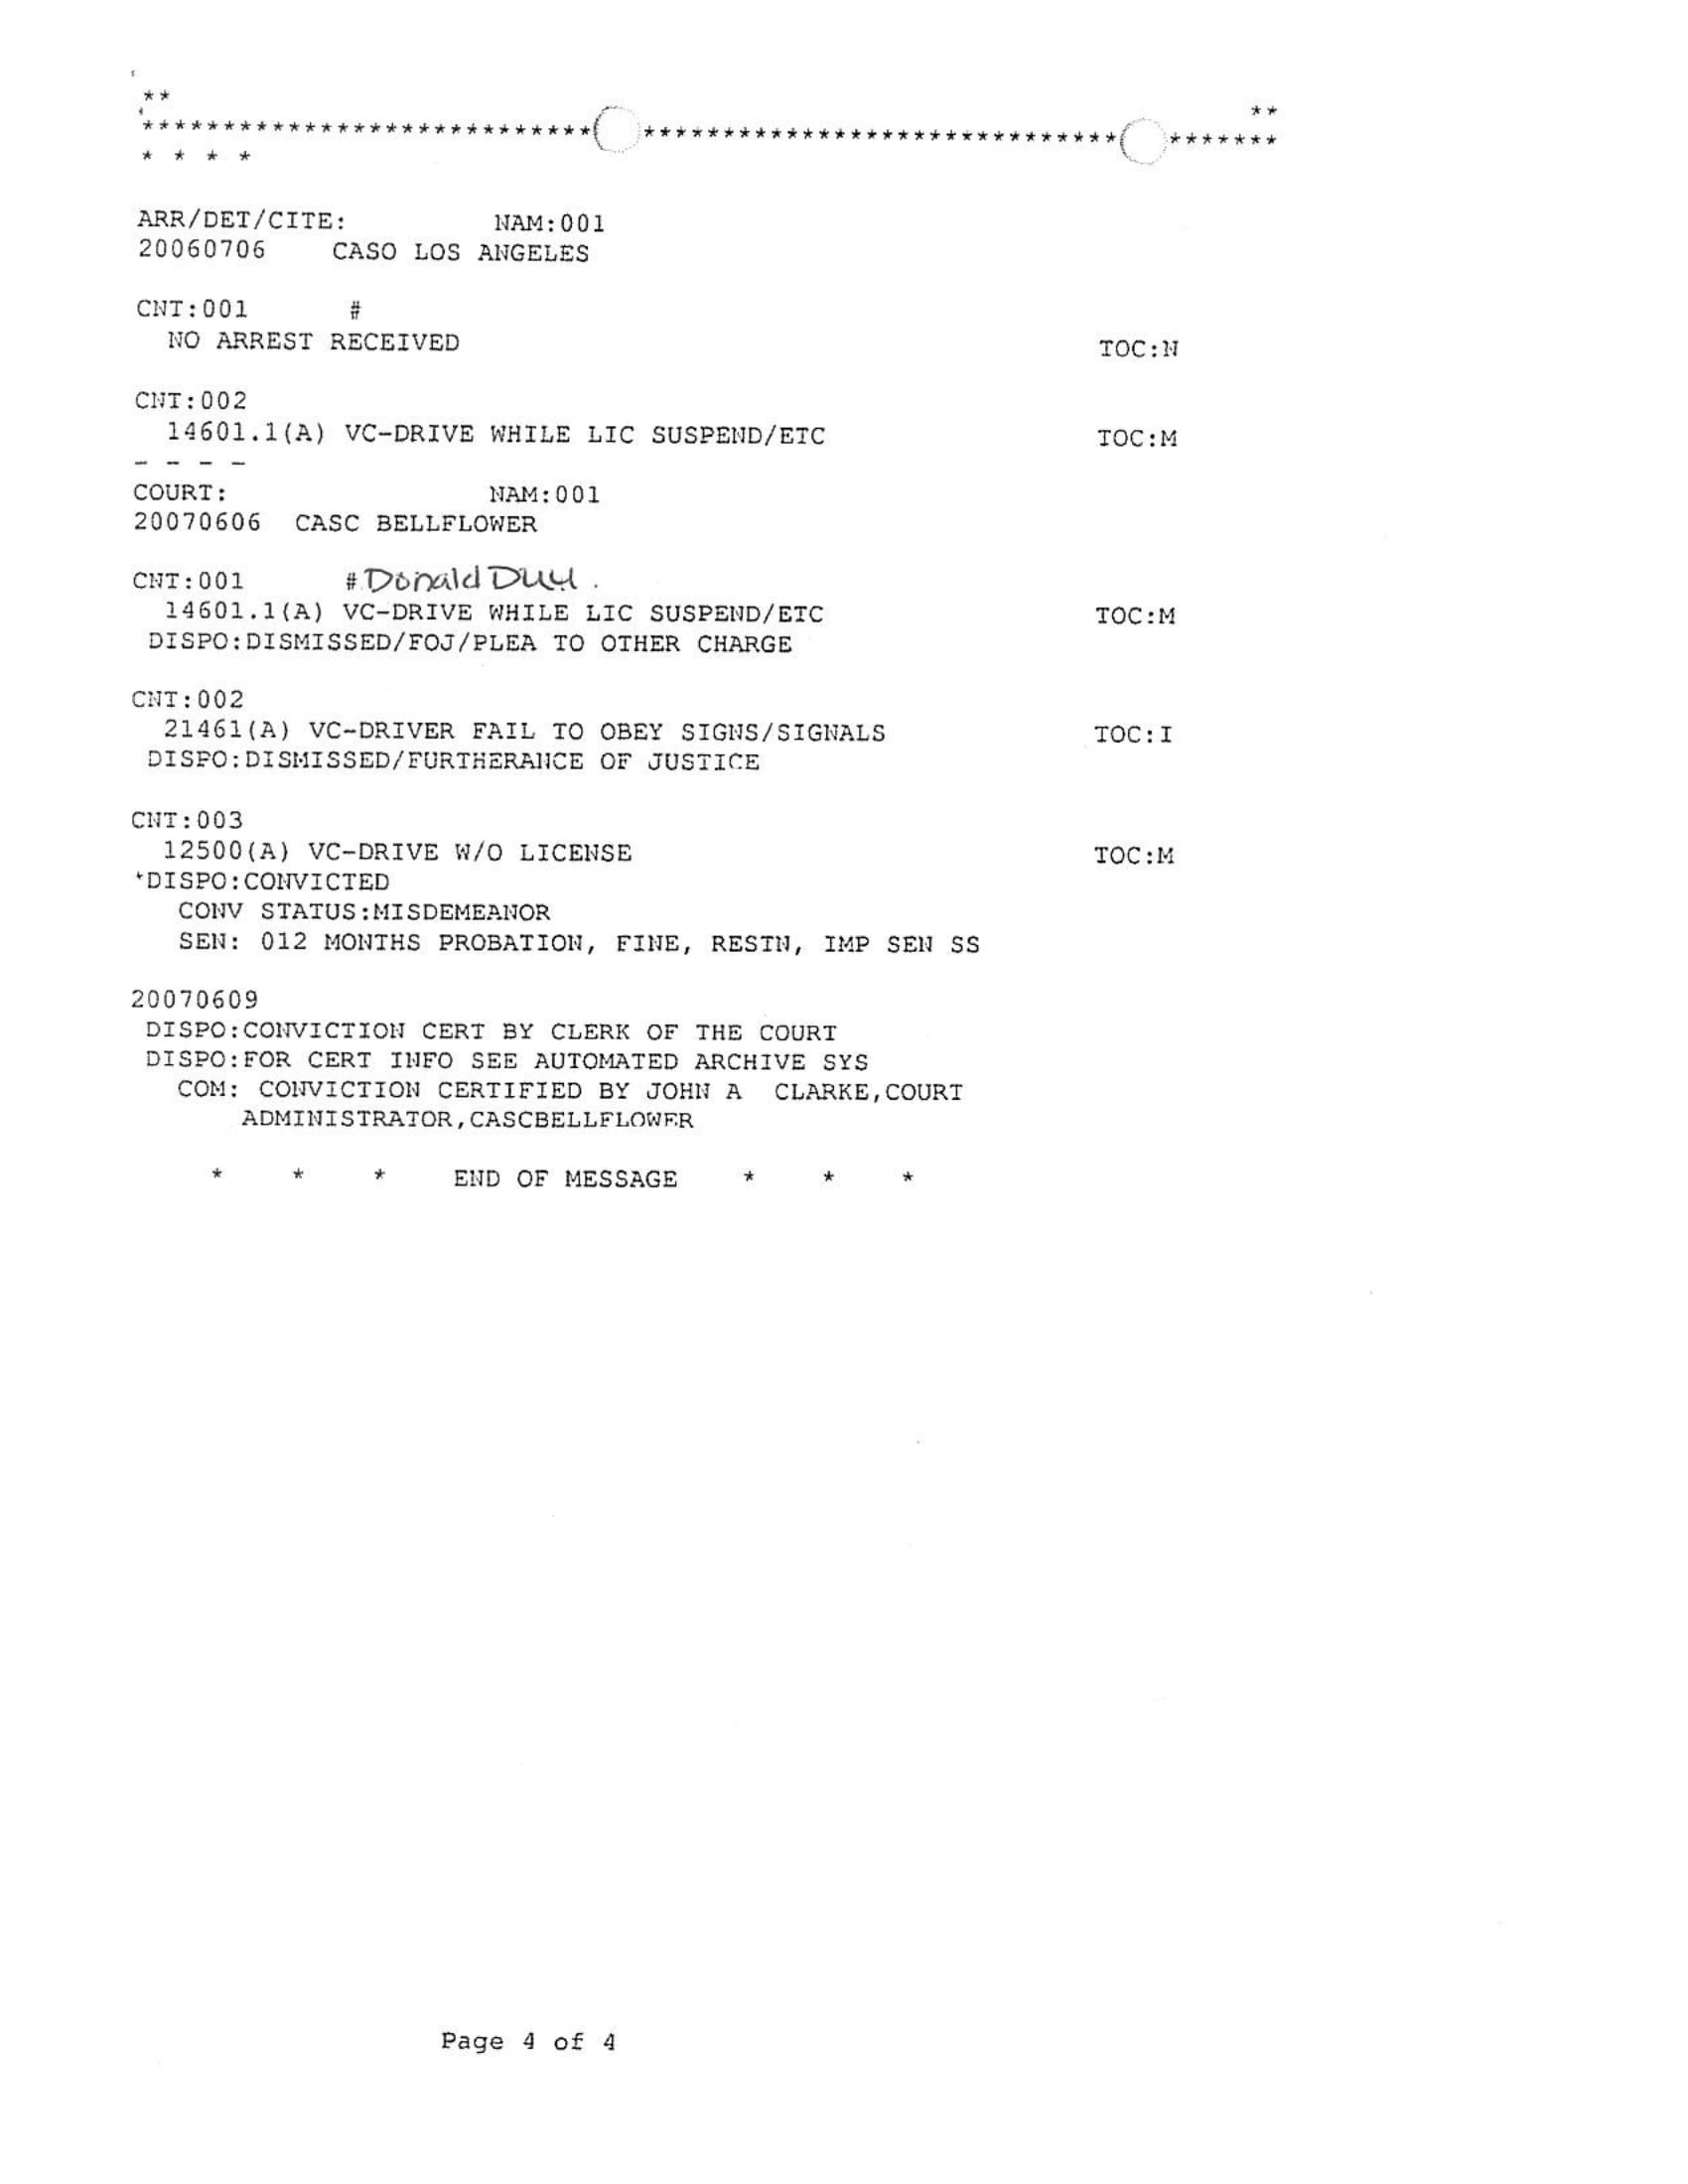 **
**
****************************( )******************************( )*******
* * * *
ARR/DET/CITE: NAM:001
20060706 CASO LOS ANGELES
CNT:001 #
NO ARREST RECEIVED TOC:N
CNT:002
14601.1(A) VC-DRIVE WHILE LIC SUSPEND/ETC TOC:M
- - - -
COURT: NAM:001
20070606 CASC BELLFLOWER
CNT:001 #Donald
14601.1(A) VC-DRIVE WHILE LIC SUSPEND/ETC TOC:M
DISPO:DISMISSED/FOJ/PLEA TO OTHER CHARGE
CNT:002
21461(A) VC-DRIVER FAIL TO OBEY SIGNS/SIGNALS TOC:I
DISPO:DISMISSED/FURTHERANCE OF JUSTICE
CNT:003
12500(A) VC-DRIVE W/O LICENSE TOC:M
*DISPO:CONVICTED
CONV STATUS:MISDEMEANOR
SEN: 012 MONTHS PROBATION, FINE, RESTN, IMP SEN SS
20070609
DISPO:CONVICTION CERT BY CLERK OF THE COURT
DISPO:FOR CERT INFO SEE AUTOMATED ARCHIVE SYS
COM: CONVICTION CERTIFIED BY JOHN A CLARKE,COURT
ADMINISTRATOR,CASCBELLFLOWER
* * * END OF MESSAGE * * *
Page 4 of 4